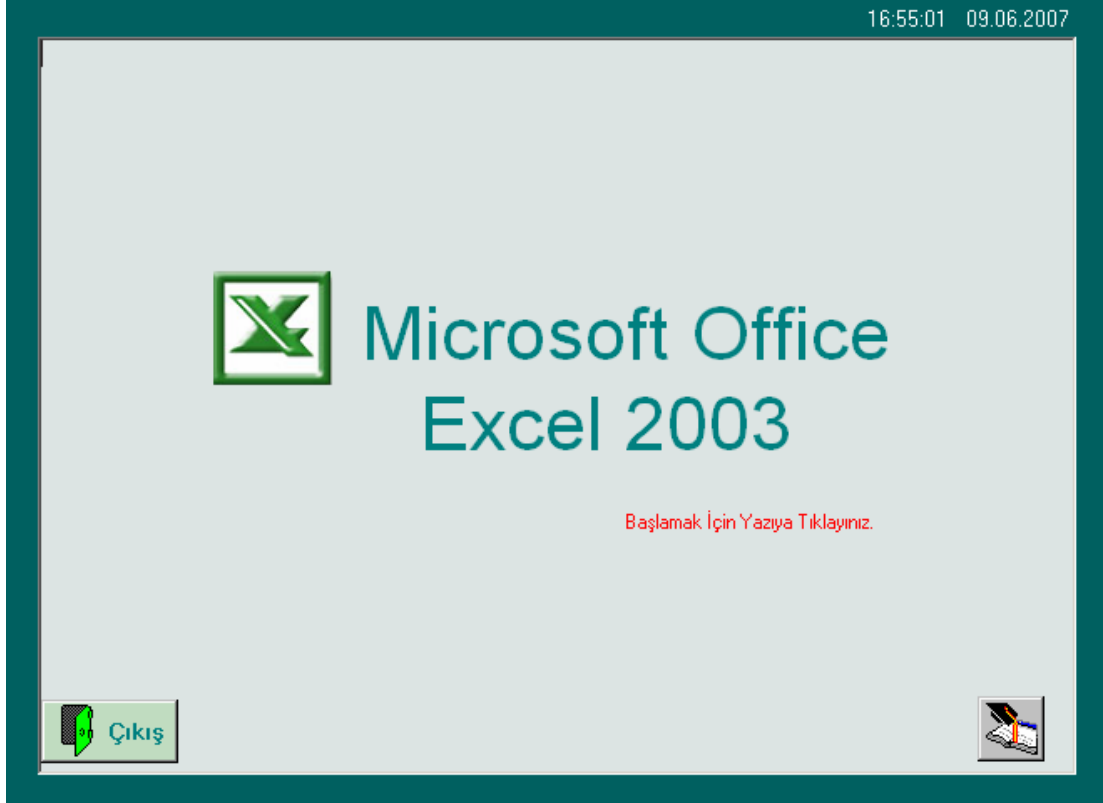 16:55:01 09.06.2007
Microsoft Office
Excel 2003
Başlamak İçin Yazıya Tıklayınız.
Çıkış